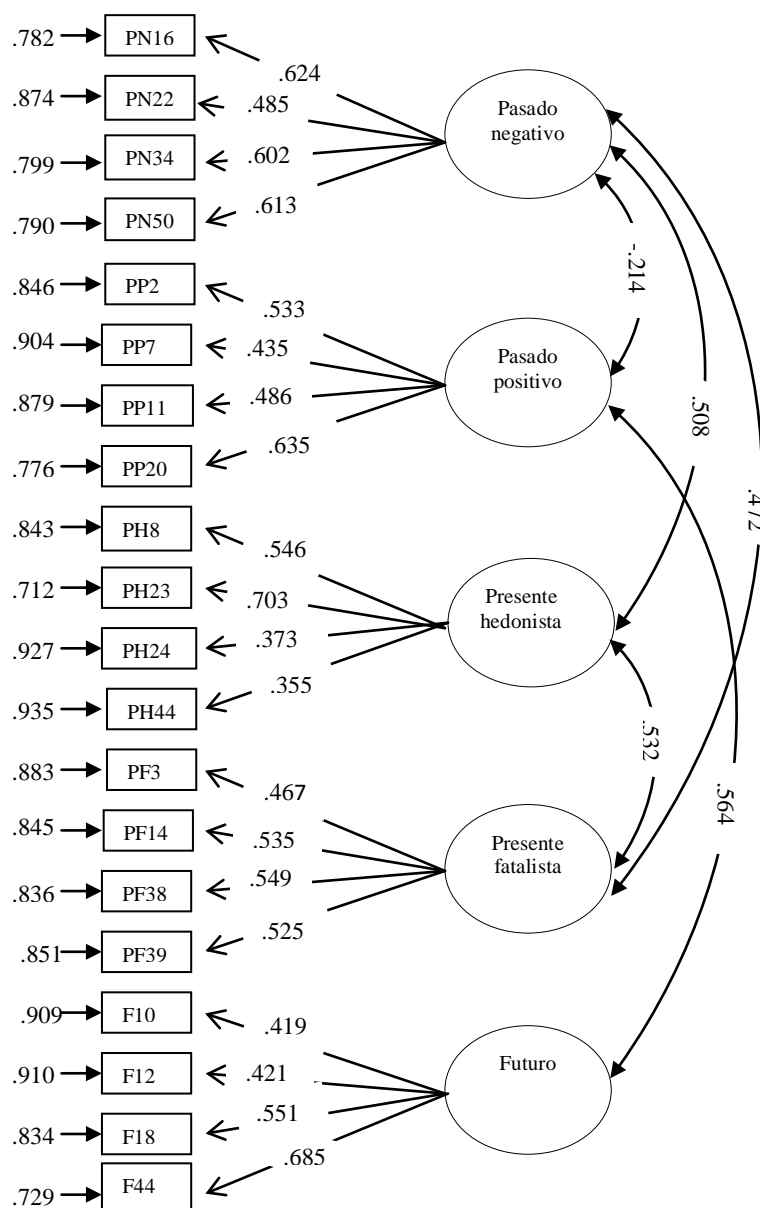 .782
PN16
.624
.874
PN22
.485
Pasado
negativo
.799
PN34
.602
.790
PN50
.613
-.214
.846
PP2
.533
.904
PP7
.435
Pasado
positivo
.879
PP11
.486
.508
.776
PP20
.635
.472
.843
PH8
.546
.712
PH23
.703
Presente
hedonista
.927
PH24
.373
.935
PH44
.355
.532
.883
PF3
.467
.564
.845
PF14
.535
Presente
fatalista
.836
PF38
.549
.851
PF39
.525
.909
F10
.419
.910
F12
.421
Futuro
.834
F18
.551
.729
F44
.685